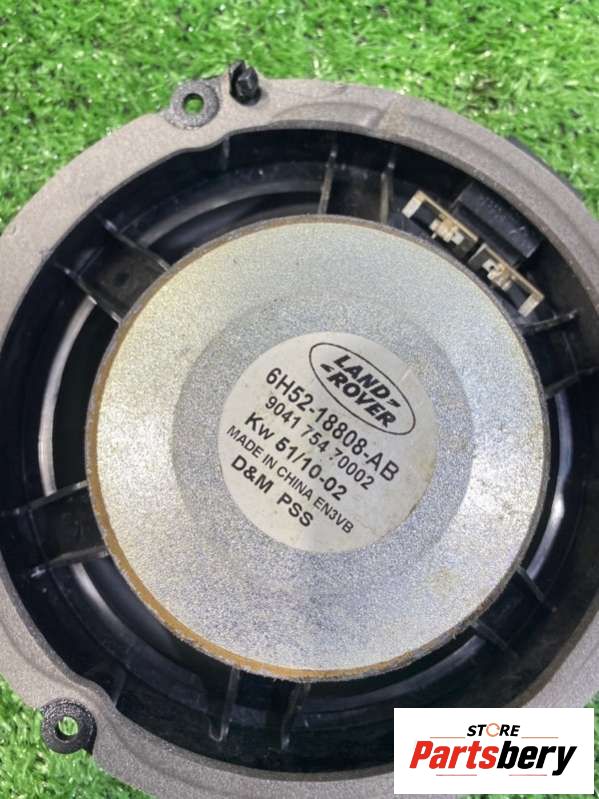 LAND-
-ROVER
6H52-18808-AB
9041 754 70002
Kw 51/10-02
MADE IN CHINA EN3VB
D&M PSS
STORE
Partsbery